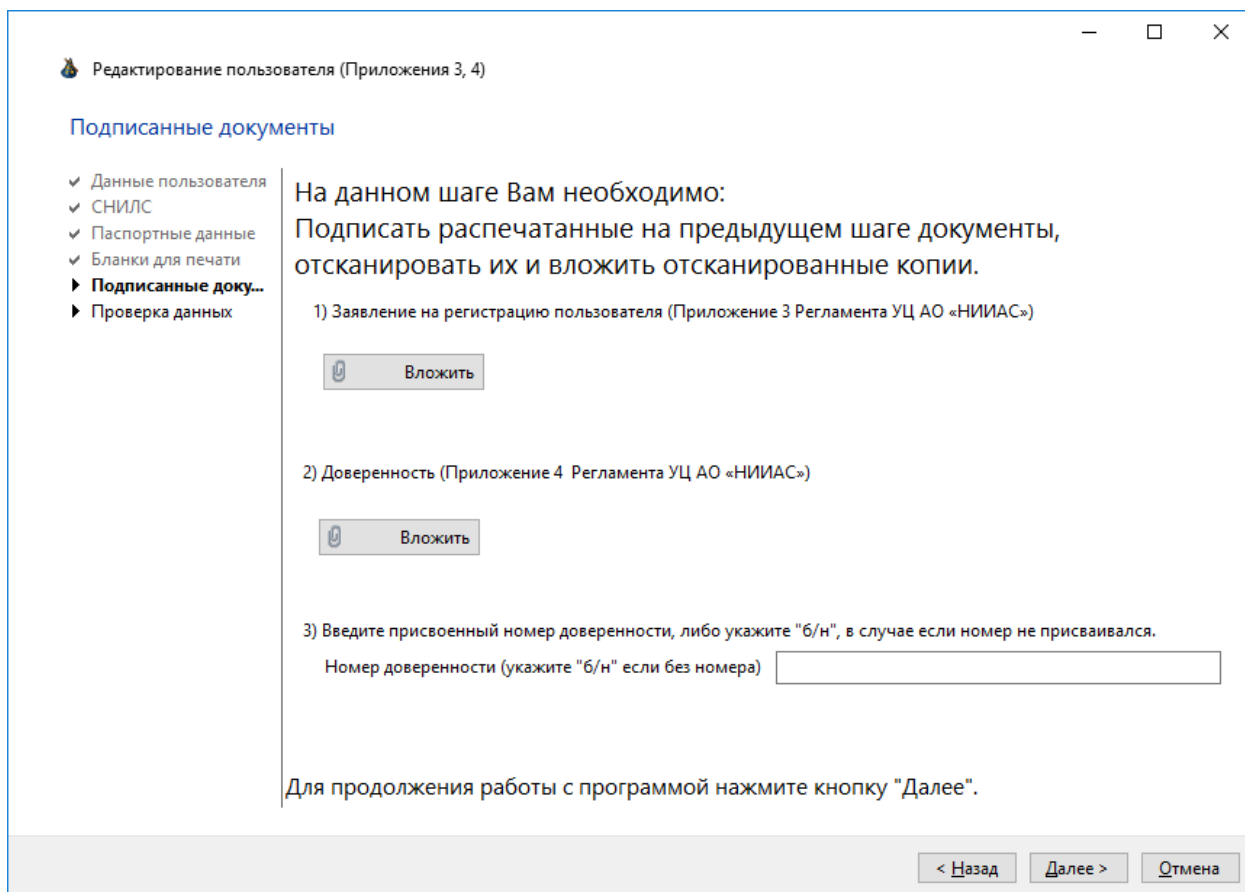 Редактирование пользователя (Приложения 3, 4)
Подписанные документы
Данные пользователя
СНИЛС
Паспортные данные
Бланки для печати
Подписанные доку...
Проверка данных
На данном шаге Вам необходимо:
Подписать распечатанные на предыдущем шаге документы,
отсканировать их и вложить отсканированные копии.
1) Заявление на регистрацию пользователя (Приложение 3 Регламента УЦ АО «НИИАС»)
Вложить
2) Доверенность (Приложение 4  Регламента УЦ АО «НИИАС»)
Вложить
3) Введите присвоенный номер доверенности, либо укажите "б/н", в случае если номер не присваивался.
Номер доверенности (укажите "б/н" если без номера)
Для продолжения работы с программой нажмите кнопку "Далее".
< Назад
Далее >
Отмена